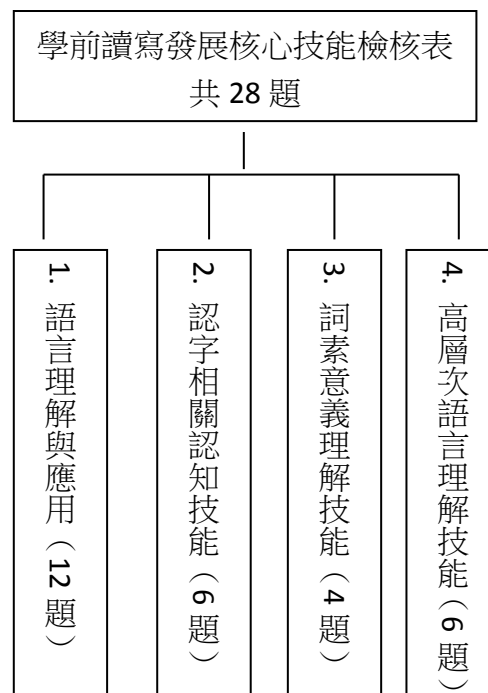 學前讀寫發展核心技能檢核表
共 28 題
1. 語言理解與應用（12 題）
2. 認字相關認知技能（6 題）
3. 詞素意義理解技能（4 題）
4. 高層次語言理解技能（6 題）